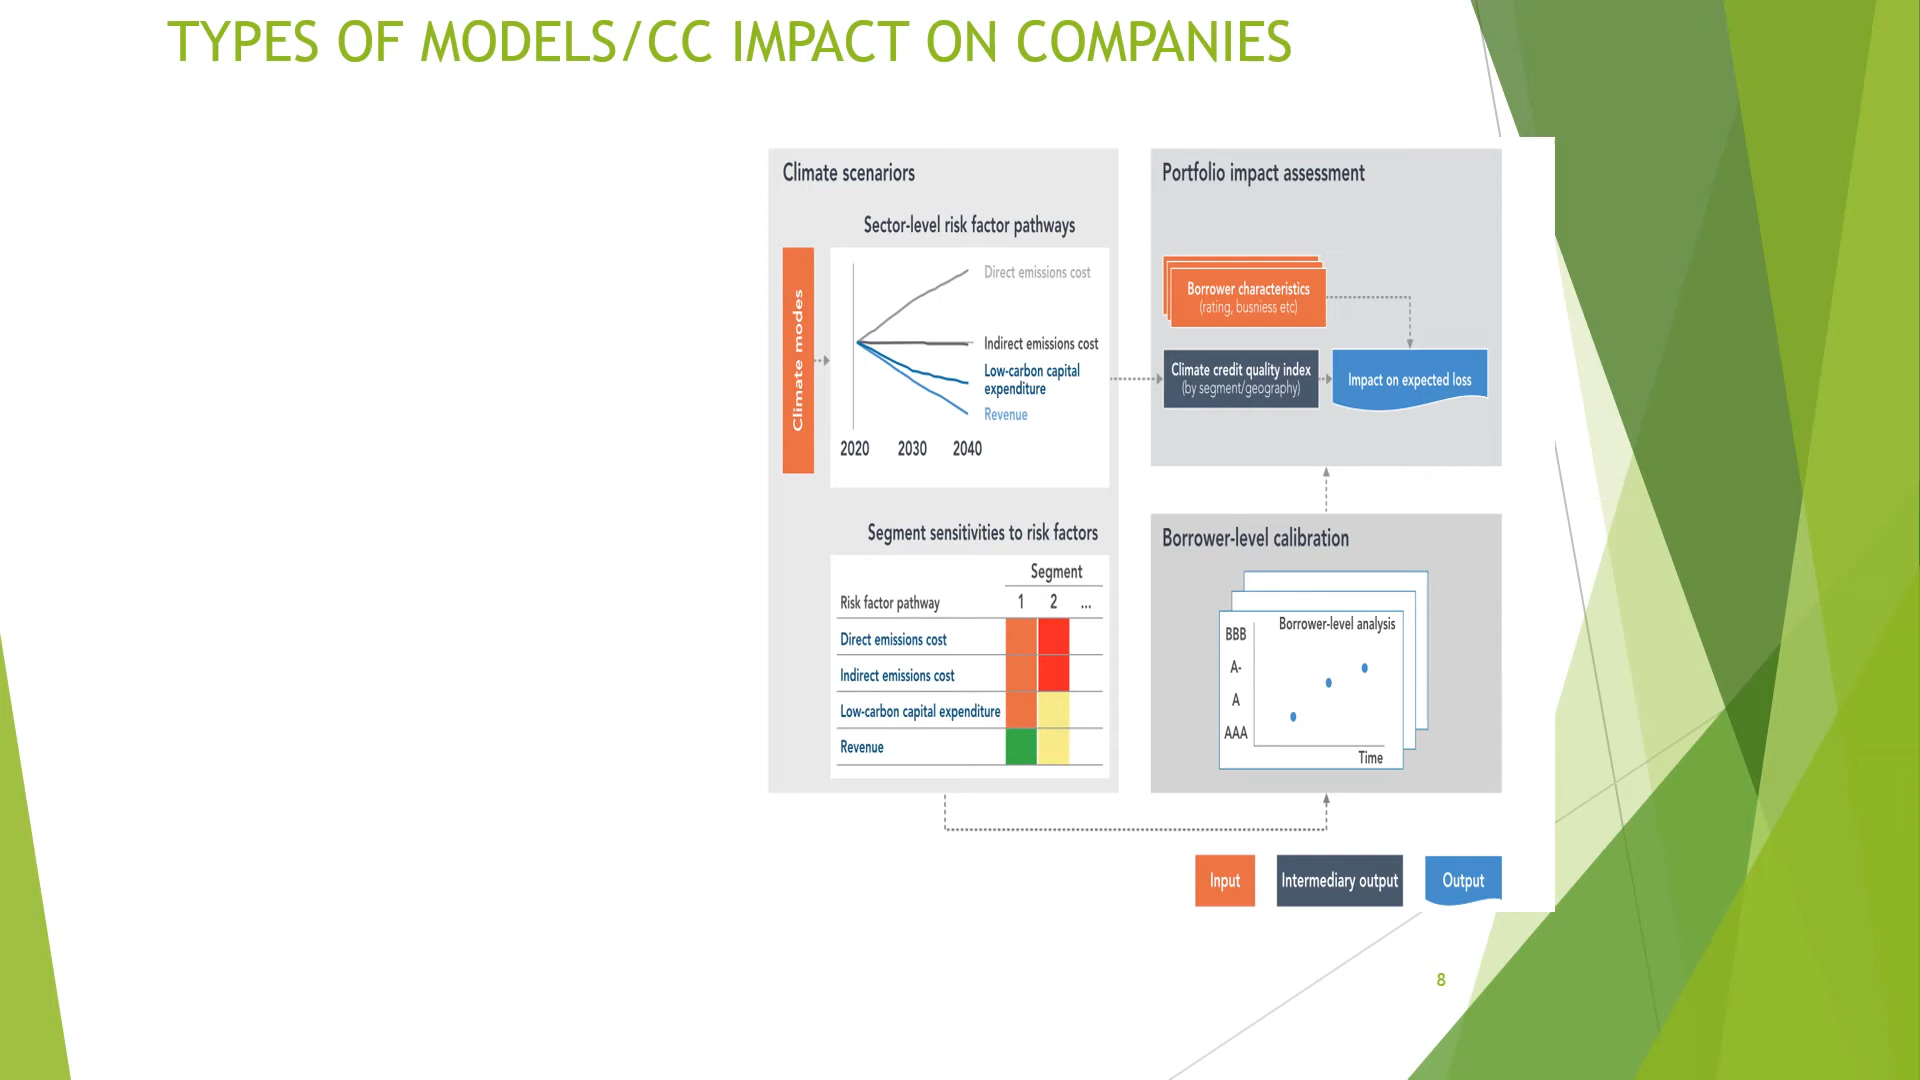 TYPES OF MODELS/CC IMPACT ON COMPANIES
Climate scenariors
Sector-level risk factor pathways
Climate modes
Direct emissions cost
Indirect emissions cost
Low-carbon capital
expenditure
Revenue
2020 2030 2040
Segment sensitivities to risk factors
Segment
Risk factor pathway 1 2 ...
Direct emissions cost
Indirect emissions cost
Low-carbon capital expenditure
Revenue
Portfolio impact assessment
Borrower characteristics
(rating, busniess etc)
Climate credit quality index
(by segment/geography)
Impact on expected loss
Borrower-level calibration
Borrower-level analysis
BBB
A-
A
AAA
Time
Input
Intermediary output
Output
8